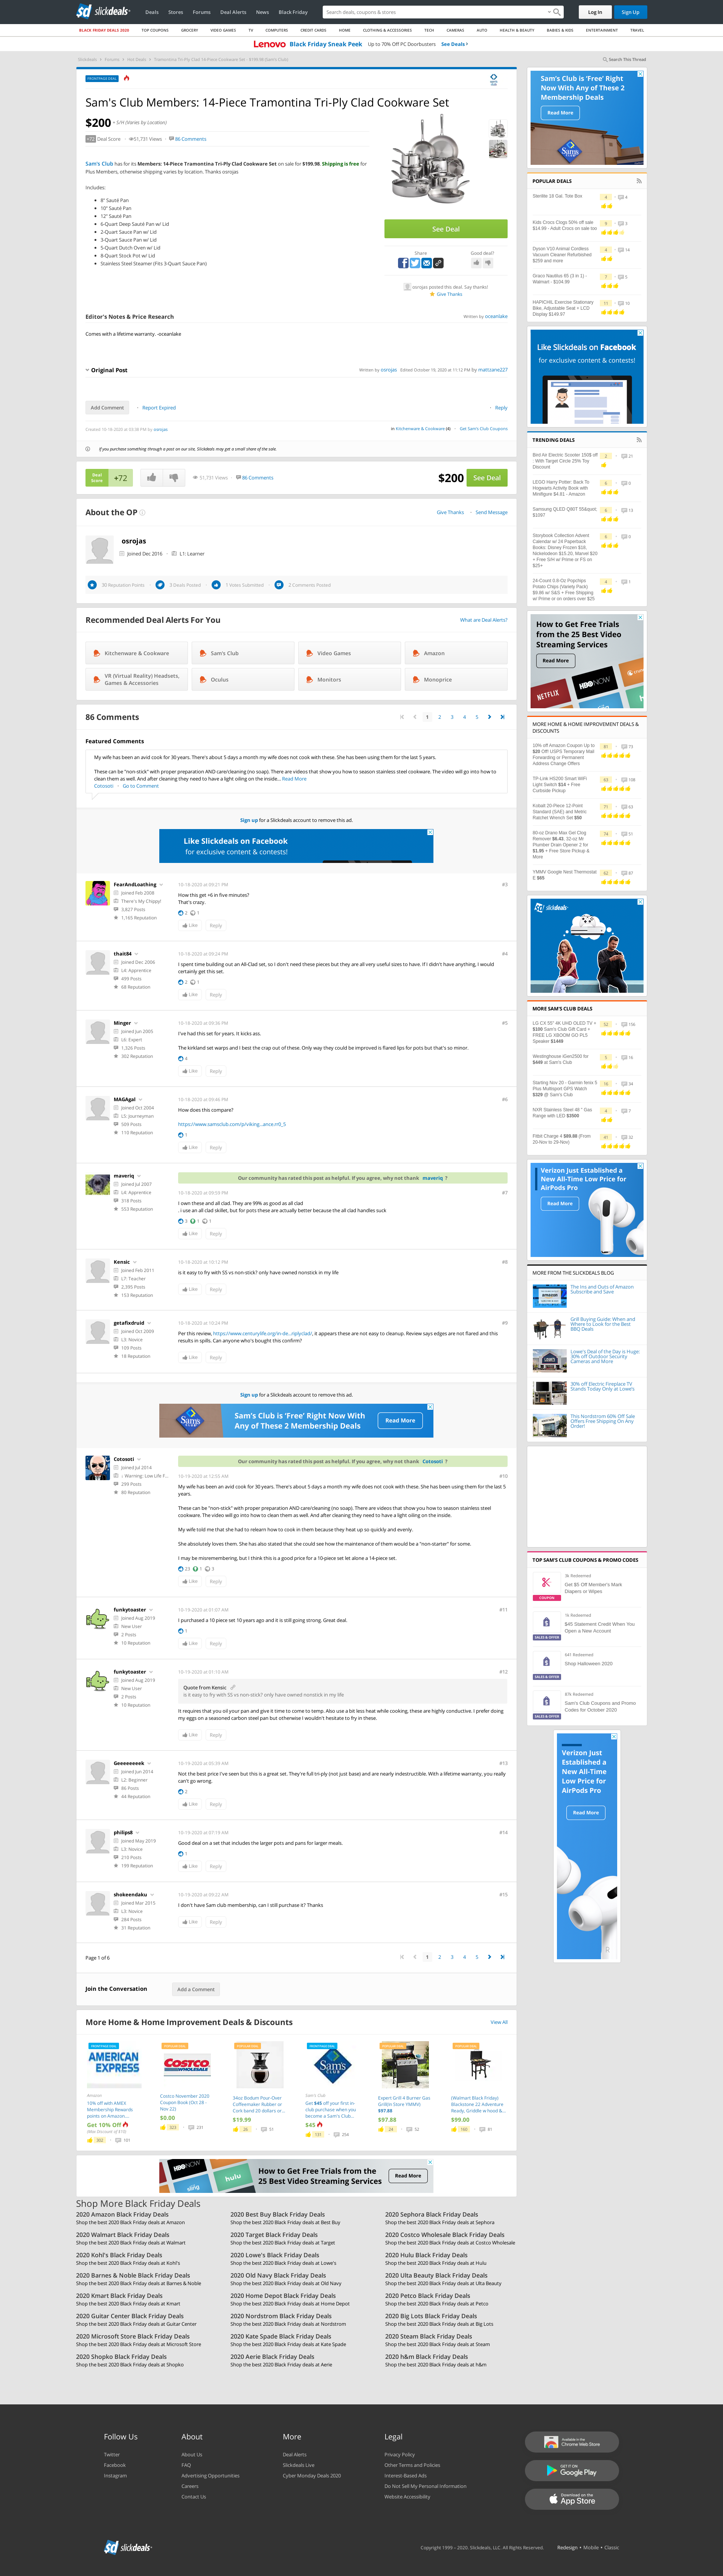 slickdeals
Deals Stores Forums Deal Alerts News Black Friday
Search deals, coupons & stores
Log In
Sign Up
BLACK FRIDAY DEALS 2020 TOP COUPONS GROCERY VIDEO GAMES TV COMPUTERS CREDIT CARDS HOME CLOTHING & ACCESSORIES TECH CAMERAS AUTO HEALTH & BEAUTY BABIES & KIDS ENTERTAINMENT TRAVEL
Lenovo Black Friday Sneak Peek Up to 70% Off PC Doorbusters See Deals
Search This Thread
FRONTPAGE DEAL
Sam's Club Members: 14-Piece Tramontina Tri-Ply Clad Cookware Set
$200 + S/H (Varies by Location)
+72 Deal Score 51,731 Views 86 Comments
Sam's Club has for its Members: 14-Piece Tramontina Tri-Ply Clad Cookware Set on sale for $199.98. Shipping is free for
Plus Members, otherwise shipping varies by location. Thanks osrojas
Includes:
8" Sauté Pan
10" Sauté Pan
12" Sauté Pan
6-Quart Deep Sauté Pan w/ Lid
2-Quart Sauce Pan w/ Lid
3-Quart Sauce Pan w/ Lid
5-Quart Dutch Oven w/ Lid
8-Quart Stock Pot w/ Lid
Stainless Steel Steamer (Fits 3-Quart Sauce Pan)
See Deal
Share
Good deal?
osrojas posted this deal. Say thanks!
Give Thanks
Editor's Notes & Price Research
Written by oceanlake
Comes with a lifetime warranty. -oceanlake
Original Post
Written by osrojas Edited October 19, 2020 at 11:12 PM by mattzane227
Add Comment
Report Expired
Reply
Created 10-18-2020 at 03:38 PM by osrojas
in Kitchenware & Cookware (4) Get Sam's Club Coupons
If you purchase something through a post on our site, Slickdeals may get a small share of the sale.
Deal Score +72
51,731 Views 86 Comments
$200
See Deal
About the OP
Give Thanks Send Message
osrojas
Joined Dec 2016 L1: Learner
30 Reputation Points 3 Deals Posted 1 Votes Submitted 2 Comments Posted
Recommended Deal Alerts For You
What are Deal Alerts?
Kitchenware & Cookware
Sam's Club
Video Games
Amazon
VR (Virtual Reality) Headsets, Games & Accessories
Oculus
Monitors
Monoprice
86 Comments
1 2 3 4 5
Featured Comments
My wife has been an avid cook for 30 years. There's about 5 days a month my wife does not cook with these. She has been using them for the last 5 years.
These can be "non-stick" with proper preparation AND care/cleaning (no soap). There are videos that show you how to season stainless steel cookware. The video will go into how to
deal with them as well. And after cleaning they need to have a light oiling on the inside... Read More
Cotosoti Go to Comment
Sign up for a Slickdeals account to remove this ad.
Like Slickdeals on Facebook
for exclusive content & contests!
FearAndLoathing
Joined Feb 2006
There's My Chippy!
3,827 Posts
1,165 Reputation
10-18-2020 at 09:21 PM
#3
How this get +6 in five minutes?
That's crazy.
2 1
Like Reply
thait84
Joined Dec 2006
L4: Apprentice
499 Posts
68 Reputation
10-18-2020 at 09:24 PM
#4
I spent time building out an All-Clad set, so I don't need these pieces but they are all very useful sizes to have. If I didn't have anything, I would
certainly get this set.
2 1
Like Reply
Minger
Joined Jun 2005
L6: Expert
1,326 Posts
302 Reputation
10-18-2020 at 09:36 PM
#5
I've had this set for years. It kicks ass.
The kirkland set warps and I best the crap out of these. Only way they could be improved is flared lips for pots but that's so minor.
4
Like Reply
MAGAgal
Joined Oct 2004
L5: Journeyman
509 Posts
110 Reputation
10-18-2020 at 09:46 PM
#6
How does this compare?
https://www.samsclub.com/p/viking...ance.rr0_5
1
Like Reply
maveriq
Joined Jul 2007
L4: Apprentice
318 Posts
553 Reputation
Our community has rated this post as helpful. If you agree, why not thank maveriq ?
10-18-2020 at 09:59 PM
#7
I own these and all clad. They are 99% as good as all clad
. i use an all clad skillet, but for pots these are actually better because the all clad handles suck
3 1 1
Like Reply
Kensic
Joined Feb 2011
L7: Teacher
2,395 Posts
153 Reputation
10-18-2020 at 10:12 PM
#8
is it easy to fry with SS vs non-stick? only have owned nonstick in my life
Like Reply
getafixdruid
Joined Oct 2009
L3: Novice
109 Posts
18 Reputation
10-18-2020 at 10:24 PM
#9
Per this review, https://www.centurylife.org/in-de...riplyclad/, it appears these are not easy to cleanup. Review says edges are not flared and this
results in spills. Can anyone who's bought this confirm?
Like Reply
Sign up for a Slickdeals account to remove this ad.
Sam's Club is 'Free' Right Now With
Any of These 2 Membership Deals
Read More
Cotosoti
Joined Jul 2014
: Warning: Low Life F...
299 Posts
80 Reputation
Our community has rated this post as helpful. If you agree, why not thank Cotosoti ?
10-19-2020 at 12:55 AM
#10
My wife has been an avid cook for 30 years. There's about 5 days a month my wife does not cook with these. She has been using them for the last 5
years.
These can be "non-stick" with proper preparation AND care/cleaning (no soap). There are videos that show you how to season stainless steel
cookware. The video will go into how to deal with them as well. And after cleaning they need to have a light oiling on the inside.
My wife told me that she had to relearn how to cook in them because they heat up so quickly and evenly.
She absolutely loves them. She has also stated that and self could see how the maintenance of them would be a "non-starter" for some.
I may be misremembering, but I think this is a good price for a 10-piece set let alone a 14-piece set.
23 1 3
Like Reply
funkytoaster
Joined Aug 2019
New User
2 Posts
10 Reputation
10-19-2020 at 01:07 AM
#11
I purchased a 10 piece set 10 years ago and it is still going strong. Great deal.
1
Like Reply
funkytoaster
Joined Aug 2019
New User
2 Posts
10 Reputation
10-19-2020 at 01:10 AM
#12
Quote from Kensic
is it easy to fry with SS vs non-stick? only have owned nonstick in my life
It requires that you oil your pan and give it time to come to temp. Also use a bit less heat while cooking, these are highly conductive. I prefer doing
my eggs on a seasoned carbon steel pan but otherwise I wouldn't hesitate to fry in these.
Like Reply
Geeeeeeeek
Joined Jun 2014
L2: Beginner
86 Posts
44 Reputation
10-19-2020 at 05:39 AM
#13
Not the best price I've seen but this is a great set. They're full tri-ply (not just base) and are nearly indestructible. With a lifetime warranty, you really
can't go wrong.
2
Like Reply
philips8
Joined May 2019
L3: Novice
210 Posts
199 Reputation
10-19-2020 at 07:19 AM
#14
Good deal on a set that includes the larger pots and pans for larger meals.
1
Like Reply
shokeendaku
Joined Mar 2015
L3: Novice
284 Posts
31 Reputation
10-19-2020 at 09:22 AM
#15
I don't have Sam club membership, can I still purchase it? Thanks
Like Reply
Page 1 of 6
1 2 3 4 5
Join the Conversation
Add a Comment
More Home & Home Improvement Deals & Discounts
View All
AMERICAN EXPRESS
Amazon
10% off with AMEX
Membership Rewards
points on Amazon...
Get 10% Off
302 101
COSTCO WHOLESALE
Costco November 2020
Coupon Book (Oct 28 -
Nov 22)
$0.00
323 231
34oz Bodum Pour-Over
Coffeemaker Rubber or
Cork band 20 dollars or...
$19.99
26 51
Sam's Club
Get $45 off your first in-
club purchase when you
become a Sam's Club...
$45
131 254
Expert Grill 4 Burner Gas
Grill(In Store YMMV)
$97.88
$97.88
24 52
(Walmart Black Friday)
Blackstone 22 Adventure
Ready, Griddle w hood &...
$99.00
100 81
How to Get Free Trials from the
25 Best Video Streaming Services
Read More
Shop More Black Friday Deals
2020 Amazon Black Friday Deals
Shop the best 2020 Black Friday deals at Amazon
2020 Best Buy Black Friday Deals
Shop the best 2020 Black Friday deals at Best Buy
2020 Sephora Black Friday Deals
Shop the best 2020 Black Friday deals at Sephora
2020 Walmart Black Friday Deals
Shop the best 2020 Black Friday deals at Walmart
2020 Target Black Friday Deals
Shop the best 2020 Black Friday deals at Target
2020 Costco Wholesale Black Friday Deals
Shop the best 2020 Black Friday deals at Costco Wholesale
2020 Kohl's Black Friday Deals
Shop the best 2020 Black Friday deals at Kohl's
2020 Lowe's Black Friday Deals
Shop the best 2020 Black Friday deals at Lowe's
2020 Hulu Black Friday Deals
Shop the best 2020 Black Friday deals at Hulu
2020 Barnes & Noble Black Friday Deals
Shop the best 2020 Black Friday deals at Barnes & Noble
2020 Old Navy Black Friday Deals
Shop the best 2020 Black Friday deals at Old Navy
2020 Ulta Beauty Black Friday Deals
Shop the best 2020 Black Friday deals at Ulta Beauty
2020 Kmart Black Friday Deals
Shop the best 2020 Black Friday deals at Kmart
2020 Home Depot Black Friday Deals
Shop the best 2020 Black Friday deals at Home Depot
2020 Petco Black Friday Deals
Shop the best 2020 Black Friday deals at Petco
2020 Guitar Center Black Friday Deals
Shop the best 2020 Black Friday deals at Guitar Center
2020 Nordstrom Black Friday Deals
Shop the best 2020 Black Friday deals at Nordstrom
2020 Big Lots Black Friday Deals
Shop the best 2020 Black Friday deals at Big Lots
2020 Microsoft Store Black Friday Deals
Shop the best 2020 Black Friday deals at Microsoft Store
2020 Kate Spade Black Friday Deals
Shop the best 2020 Black Friday deals at Kate Spade
2020 Steam Black Friday Deals
Shop the best 2020 Black Friday deals at Steam
2020 Shopko Black Friday Deals
Shop the best 2020 Black Friday deals at Shopko
2020 Aerie Black Friday Deals
Shop the best 2020 Black Friday deals at Aerie
2020 h&m Black Friday Deals
Shop the best 2020 Black Friday deals at h&m
Sam's Club is 'Free' Right
Now With Any of These 2
Membership Deals
Read More
POPULAR DEALS
Sterilite 18 Gal. Tote Box
Kids Crocs Clogs 50% off sale
$14.99 - Adult Crocs on sale too
Dyson V10 Animal Cordless
Vacuum Cleaner Refurbished
$259 and more
Graco Nautilus 65 (3 in 1) -
Walmart - $104.98
HAPICHIL Exercise Stationary
Bike, Adjustable Seat + LCD
Display $149.97
Like Slickdeals on Facebook
for exclusive content & contests!
TRENDING DEALS
Bird Air Electric Scooter 150$ off
- With Target Circle 25% Toy
Discount
LEGO Harry Potter: Back To
Hogwarts Activity Book with
Minifigure $4.81 - Amazon
Samsung QLED Q90T 55&quot;
$1097
Storybook Collection Advent
Calendar w/ 24 Paperback
Books: Disney Frozen $16,
Nickelodeon $15.20, Marvel $20
+ Free S/H w/ Prime or FS on
$25+
24-Count 0.8-Oz Popchips
Potato Chips (Variety Pack)
$9.86 w/ S&S + Free Shipping
w/ Prime or on orders over $25
How to Get Free Trials
from the 25 Best Video
Streaming Services
Read More
NETFLIX HBO NOW hulu
MORE HOME & HOME IMPROVEMENT DEALS &
DISCOUNTS
10% off Amazon Coupon Up to
$20 Off! USPS Temporary Mail
Forwarding or Permanent
Address Change Offers
TP-Link HS200 Smart WiFi
Light Switch $14 + Free
Curbside Pickup
Kobalt 20-Piece 12-Point
Standard (SAE) and Metric
Ratchet Wrench Set $50
80-oz Drano Max Gel Clog
Remover $6.43, 32-oz Mr
Plumber Drain Opener 2 for
$1.95 + Free Store Pickup &
More
YMMV Google Nest Thermostat
E $65
slickdeals
MORE SAM'S CLUB DEALS
LG CX 55" 4K UHD OLED TV +
$100 Sam's Club Gift Card +
FREE LG XBOOM GO PL5
Speaker $1449
Westinghouse iGen2500 for
$449 at Sam's Club
Starting Nov 20 - Garmin fenix 5
Plus Multisport GPS Watch
$329 @ Sam's Club
NXR Stainless Steel 48 " Gas
Range with LED $3500
Fitbit Charge 4 $89.88 (From
20-Nov to 29-Nov)
Verizon Just Established a
New All-Time Low Price for
AirPods Pro
Read More
MORE FROM THE SLICKDEALS BLOG
The Ins and Outs of Amazon
Subscribe and Save
Grill Buying Guide: When and
Where to Look for the Best
BBQ Deals
Lowe's Deal of the Day is Huge:
30% off Outdoor Security
Cameras and More
30% off Electric Fireplace TV
Stands Today Only at Lowe's
This Nordstrom 60% Off Sale
Offers Free Shipping On Any
Order!
TOP SAM'S CLUB COUPONS & PROMO CODES
3k Redeemed
Get $5 Off Member's Mark
Diapers or Wipes
COUPON
1k Redeemed
$45 Statement Credit When You
Open a New Account
SALES & OFFER
641 Redeemed
Shop Halloween 2020
SALES & OFFER
876 Redeemed
Sam's Club Coupons and Promo
Codes for October 2020
SALES & OFFER
Verizon Just
Established a
New All-Time
Low Price for
AirPods Pro
Read More
Follow Us
Twitter
Facebook
Instagram
About
About Us
FAQ
Advertising Opportunities
Careers
Contact Us
More
Deal Alerts
Slickdeals Live
Cyber Monday Deals 2020
Legal
Privacy Policy
Other Terms and Policies
Interest-Based Ads
Do Not Sell My Personal Information
Website Accessibility
Available in the
Chrome Web Store
GET IT ON
Google Play
Download on the
App Store
slickdeals
Copyright 1999 - 2020. Slickdeals, LLC. All Rights Reserved. Redesign • Mobile • Classic